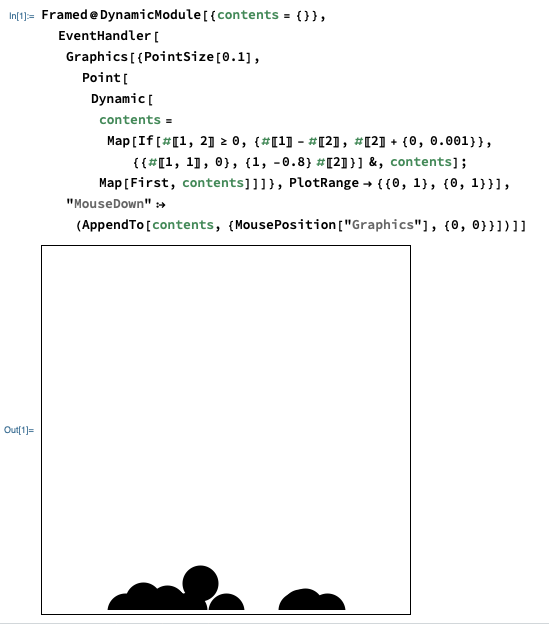 In[1]:= Framed@DynamicModule[{contents = {}},
EventHandler[
Graphics[{PointSize[0.1],
Point[
Dynamic[
contents =
Map[If[#〚1, 2〛 ≥ 0, {#〚1〛 - #〚2〛, #〚2〛 + {0, 0.001}},
{{#〚1, 1〛, 0}, {1, -0.8} #〚2〛}] &, contents];
Map[First, contents]]]}, PlotRange → {{0, 1}, {0, 1}}],
"MouseDown" ⧴
(AppendTo[contents, {MousePosition["Graphics"], {0, 0}}])]]
Out[1]=